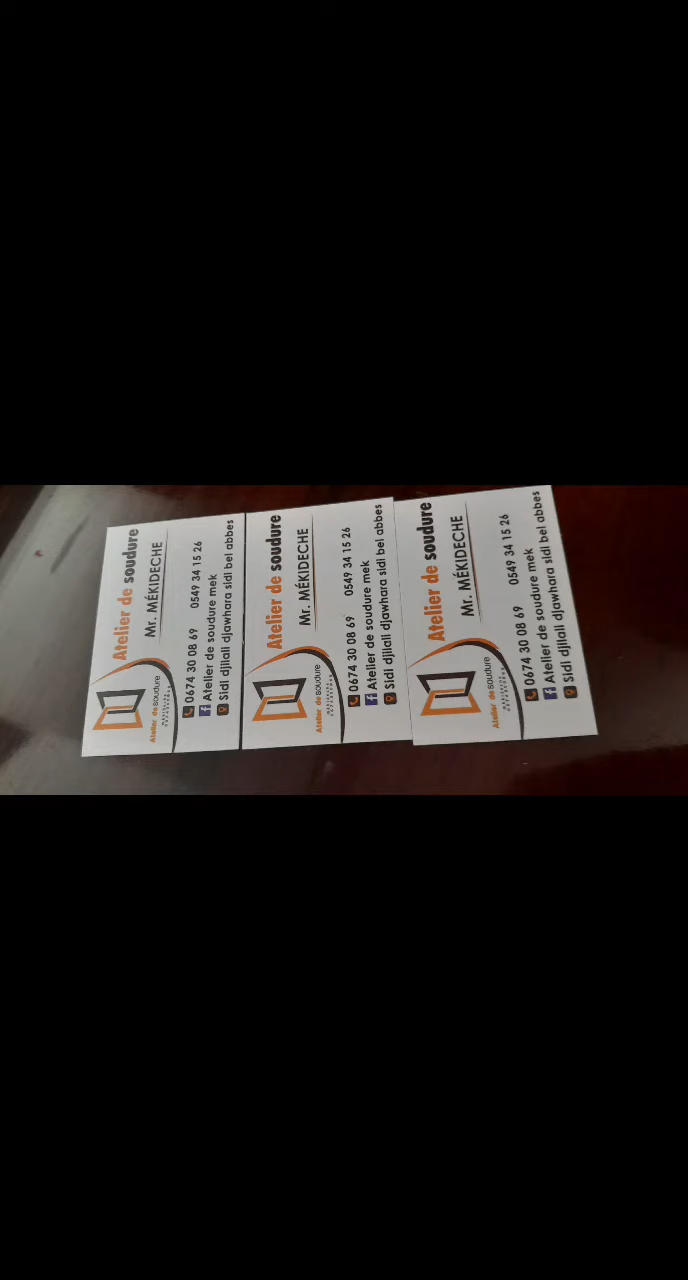 Atelier de soudure
Mr. MÉKIDECHE
Atelier de soudure
0674 30 08 69 0549 34 15 26
Atelier de soudure mek
Sidi djilali djawhara sidi bel abbes
Atelier de soudure
Mr. MÉKIDECHE
Atelier de soudure
0674 30 08 69 0549 34 15 26
Atelier de soudure mek
Sidi djilali djawhara sidi bel abbes
Atelier de soudure
Mr. MÉKIDECHE
Atelier de soudure
0674 30 08 69 0549 34 15 26
Atelier de soudure mek
Sidi djilali djawhara sidi bel abbes